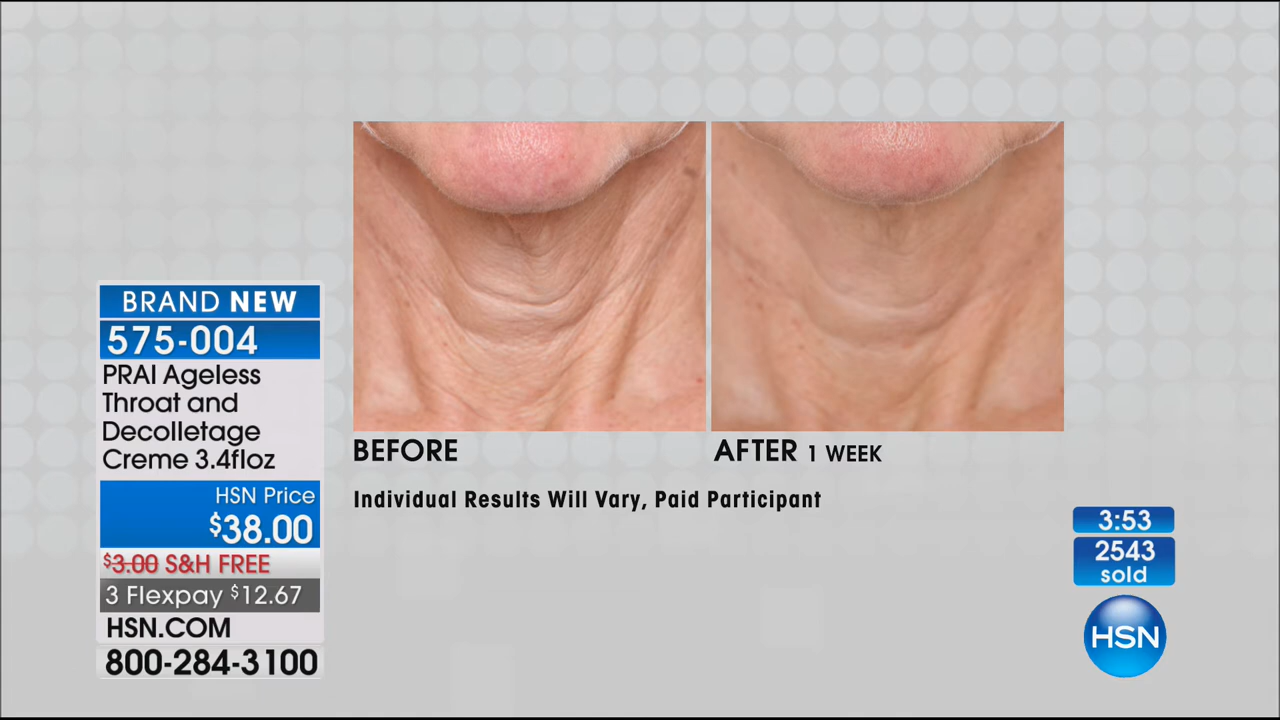 BRAND NEW
575-004
PRAI Ageless
Throat and
Decolletage
Creme 3.4floz
HSN Price
$38.00
$3.00 S&H FREE
3 Flexpay $12.67
HSN.COM
800-284-3100
BEFORE
AFTER 1 WEEK
Individual Results Will Vary, Paid Participant
3:53
2543
sold
HSN